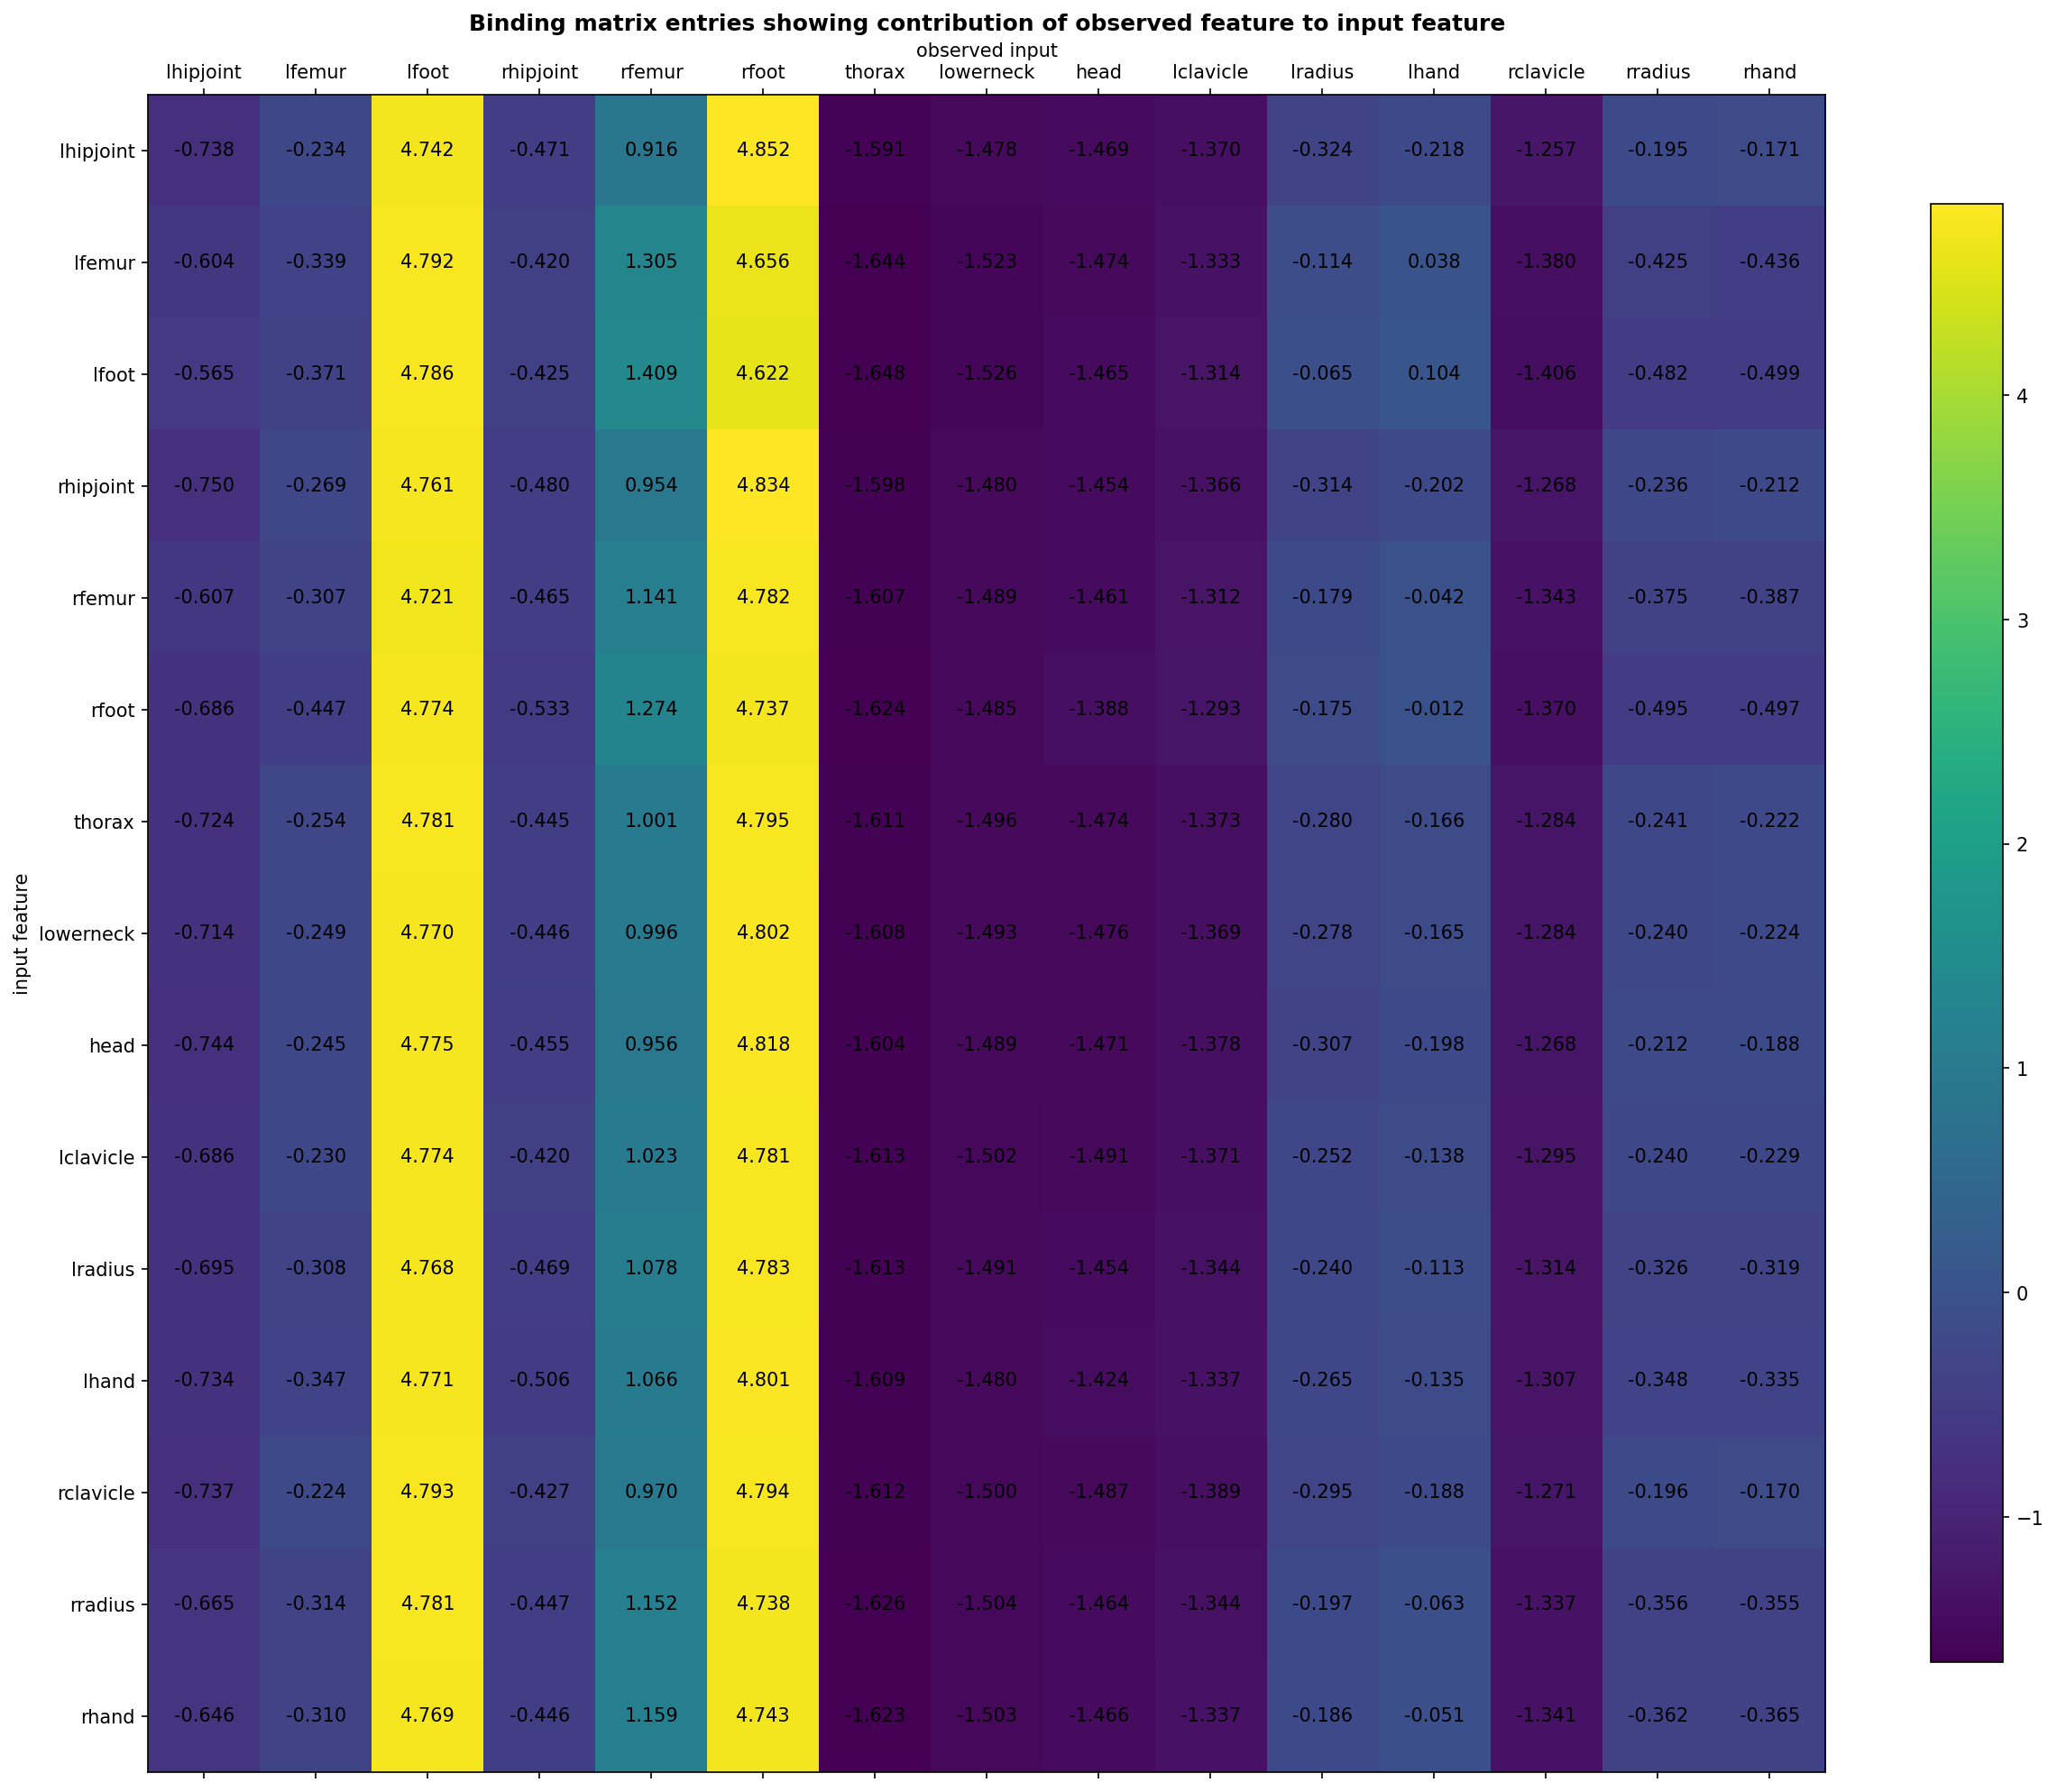 Binding matrix entries showing contribution of observed feature to input feature
observed input
lhipjoint lfemur lfoot rhipjoint rfemur rfoot thorax lowerneck head lclavicle lradius lhand rclavicle rradius rhand
input feature
lhipjoint -0.738 -0.234 4.742 -0.471 0.916 4.852 -1.591 -1.478 -1.469 -1.370 -0.324 -0.218 -1.257 -0.195 -0.171
lfemur -0.604 -0.339 4.792 -0.420 1.305 4.656 -1.644 -1.523 -1.474 -1.333 -0.114 0.038 -1.380 -0.425 -0.436
lfoot -0.565 -0.371 4.786 -0.425 1.409 4.622 -1.648 -1.526 -1.465 -1.314 -0.065 0.104 -1.406 -0.482 -0.499
rhipjoint -0.750 -0.269 4.761 -0.480 0.954 4.834 -1.598 -1.480 -1.454 -1.366 -0.314 -0.202 -1.268 -0.236 -0.212
rfemur -0.607 -0.307 4.721 -0.465 1.141 4.782 -1.607 -1.489 -1.461 -1.312 -0.179 -0.042 -1.343 -0.375 -0.387
rfoot -0.686 -0.447 4.774 -0.533 1.274 4.737 -1.624 -1.485 -1.388 -1.293 -0.175 -0.012 -1.370 -0.495 -0.497
thorax -0.724 -0.254 4.781 -0.445 1.001 4.795 -1.611 -1.496 -1.474 -1.373 -0.280 -0.166 -1.284 -0.241 -0.222
lowerneck -0.714 -0.249 4.770 -0.446 0.996 4.802 -1.608 -1.493 -1.476 -1.369 -0.278 -0.165 -1.284 -0.240 -0.224
head -0.744 -0.245 4.775 -0.455 0.956 4.818 -1.604 -1.489 -1.471 -1.378 -0.307 -0.198 -1.268 -0.212 -0.188
lclavicle -0.686 -0.230 4.774 -0.420 1.023 4.781 -1.613 -1.502 -1.491 -1.371 -0.252 -0.138 -1.295 -0.240 -0.229
lradius -0.695 -0.308 4.768 -0.469 1.078 4.783 -1.613 -1.491 -1.454 -1.344 -0.240 -0.113 -1.314 -0.326 -0.319
lhand -0.734 -0.347 4.771 -0.506 1.066 4.801 -1.609 -1.480 -1.424 -1.337 -0.265 -0.135 -1.307 -0.348 -0.335
rclavicle -0.737 -0.224 4.793 -0.427 0.970 4.794 -1.612 -1.500 -1.487 -1.389 -0.295 -0.188 -1.271 -0.196 -0.170
rradius -0.665 -0.314 4.781 -0.447 1.152 4.738 -1.626 -1.504 -1.464 -1.344 -0.197 -0.063 -1.337 -0.356 -0.355
rhand -0.646 -0.310 4.769 -0.446 1.159 4.743 -1.623 -1.503 -1.466 -1.337 -0.186 -0.051 -1.341 -0.362 -0.365
4
3
2
1
0
−1